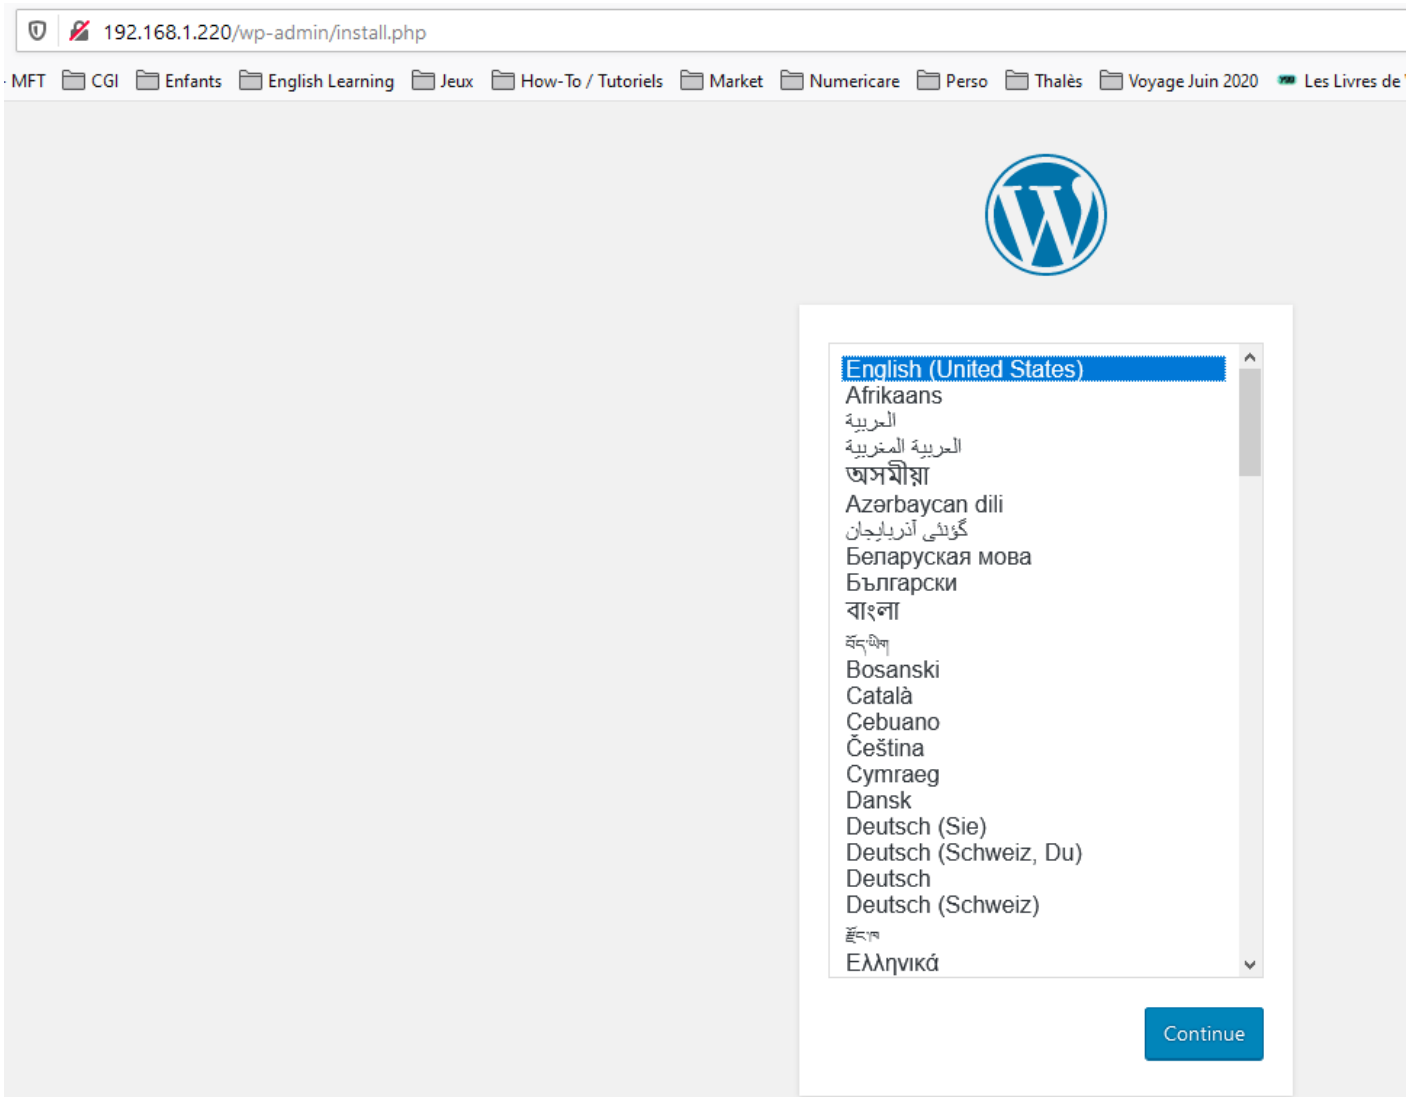 192.168.1.220/wp-admin/install.php
MFT CGI Enfants English Learning Jeux How-To / Tutoriels Market Numericare Perso Thalès Voyage Juin 2020 Les Livres de
English (United States)
Afrikaans
العربية
العربية المغربية
অসমীয়া
Azərbaycan dili
گؤنئی آذربایجان
Беларуская мова
Български
বাংলা
བོད་ཡིག
Bosanski
Català
Cebuano
Čeština
Cymraeg
Dansk
Deutsch (Sie)
Deutsch (Schweiz, Du)
Deutsch
Deutsch (Schweiz)
རྫོང་ཁ
Ελληνικά
Continue